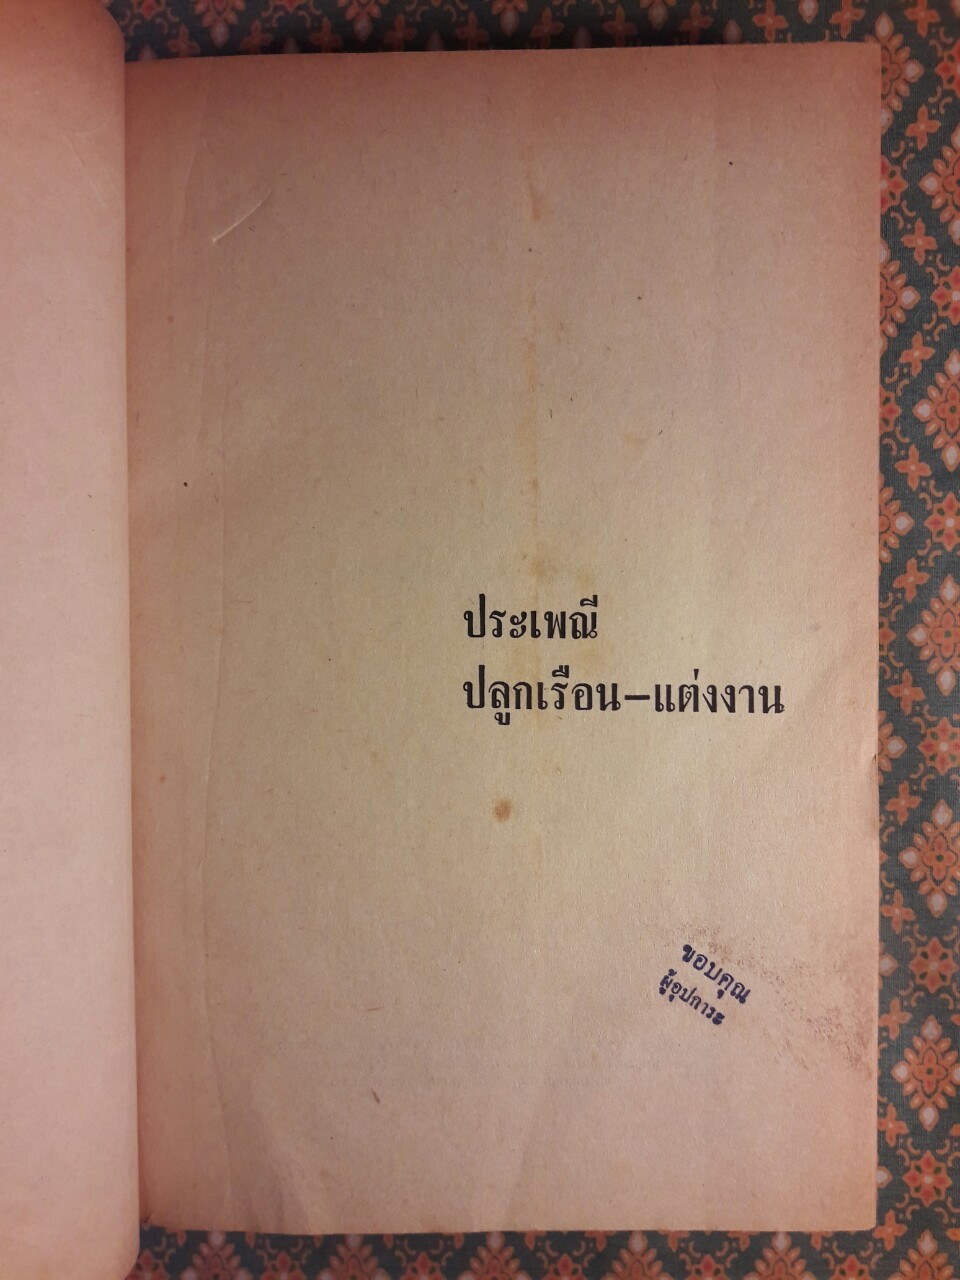 ประเพณี
ปลูกเรือน–แต่งงาน
ขอบคุณ
ผู้อุปการะ